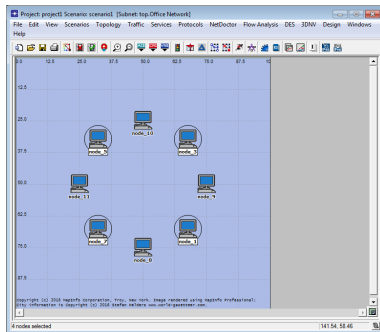 Project: project1 Scenario: scenario1 [Subnet: top.Office Network]
File Edit View Scenarios Topology Traffic Services Protocols NetDoctor Flow Analysis DES 3DNV Design Windows
Help
0.0 12.5 25.0 37.5 50.0 62.5 75.0 87.5 10
12.5
25.0
node_10
node_5 node_3
37.5
50.0
node_11 node_9
62.5
node_7 node_1
75.0
node_8
87.5
Copyright (c) 2018 MapInfo Corporation, Troy, New York. Image rendered using MapInfo Professional.
City information is Copyright (c) 2018 Stefan Helders www.world-gazetteer.com.
4 nodes selected 141.54, 58.46